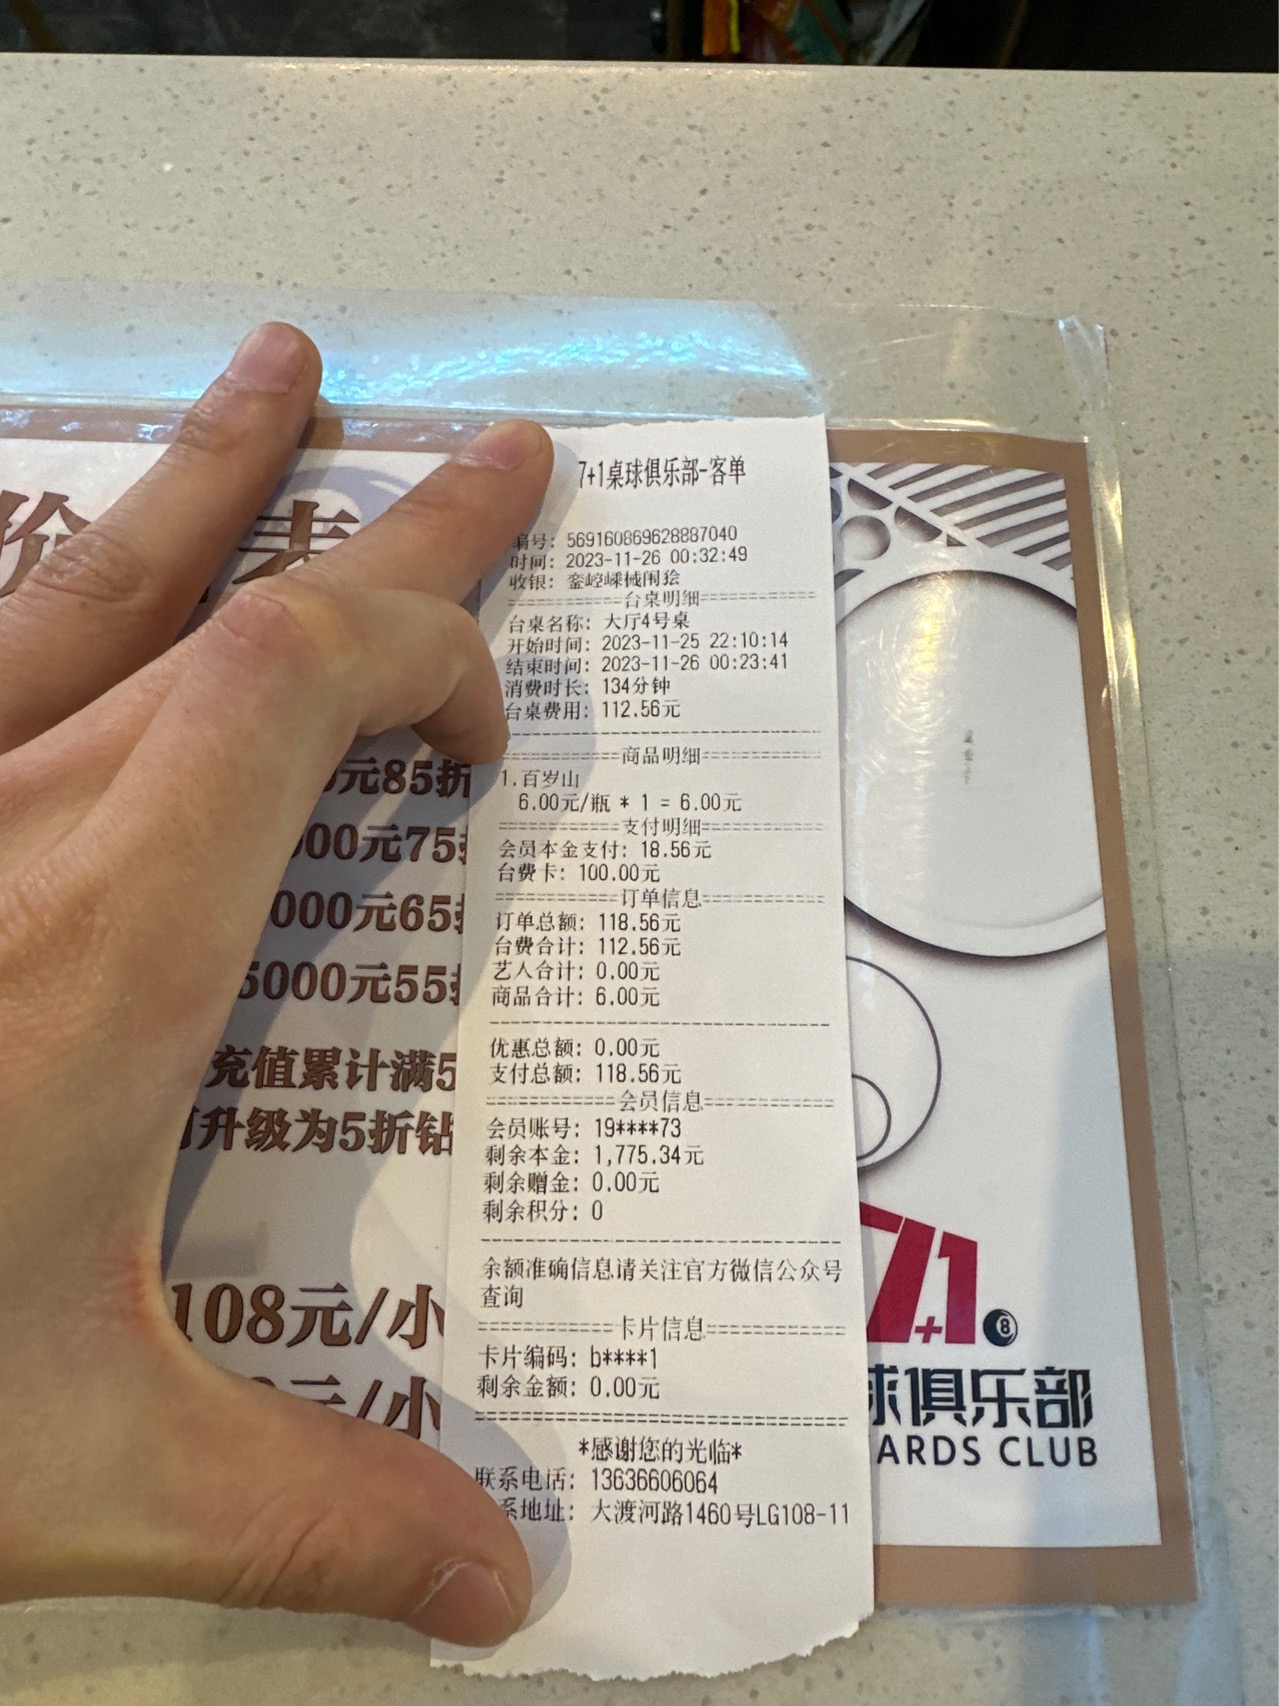 价 表
元85折
00元75
000元65
5000元55
充值累计满5
升级为5折钻
108元/小
元/小
7+1桌球俱乐部-客单
编号: 569160869628887040
时间: 2023-11-26 00:32:49
收银: 銮崆嵊械闱狯
============台桌明细============
台桌名称: 大厅4号桌
开始时间: 2023-11-25 22:10:14
结束时间: 2023-11-26 00:23:41
消费时长: 134分钟
台桌费用: 112.56元
============商品明细============
1.百岁山
6.00元/瓶 * 1 = 6.00元
============支付明细============
会员本金支付: 18.56元
台费卡: 100.00元
============订单信息============
订单总额: 118.56元
台费合计: 112.56元
艺人合计: 0.00元
商品合计: 6.00元
优惠总额: 0.00元
支付总额: 118.56元
============会员信息============
会员账号: 19****73
剩余本金: 1,775.34元
剩余赠金: 0.00元
剩余积分: 0
余额准确信息请关注官方微信公众号
查询
============卡片信息============
卡片编码: b****1
剩余金额: 0.00元
*感谢您的光临*
联系电话: 13636606064
系地址: 大渡河路1460号LG108-11
7+1
8
球俱乐部
ARDS CLUB